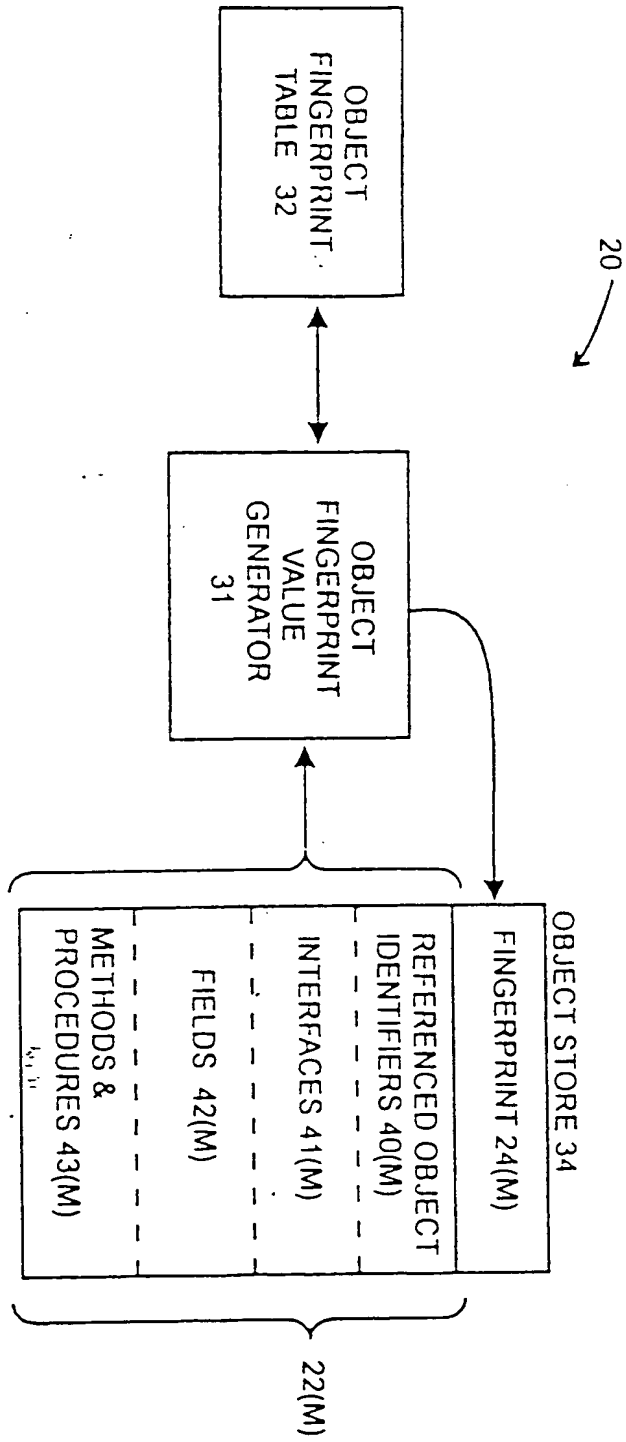 20
OBJECT
FINGERPRINT
TABLE 32
OBJECT
FINGERPRINT
VALUE
GENERATOR
31
OBJECT STORE 34
FINGERPRINT 24(M)
REFERENCED OBJECT
IDENTIFIERS 40(M)
INTERFACES 41(M)
FIELDS 42(M)
METHODS &
PROCEDURES 43(M)
22(M)